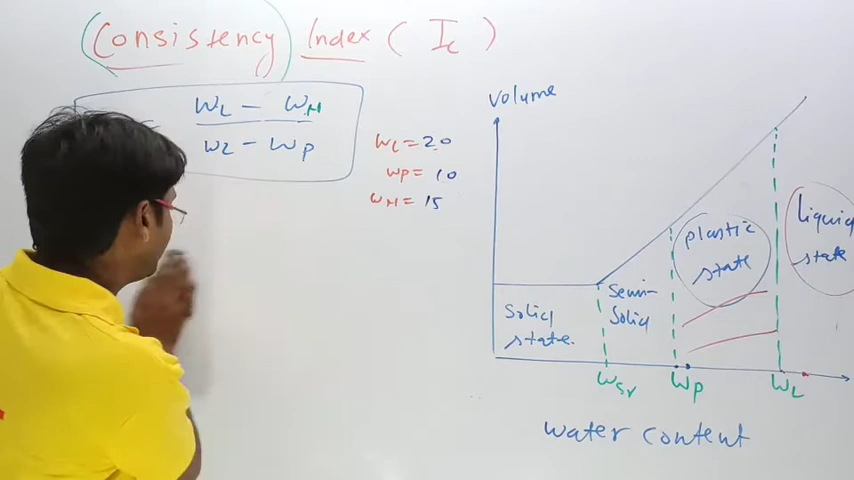 Consistency Index ( Ic )
WL - WN
WL - WP
WL = 20
WP = 10
WN = 15
Volume
Solid
state.
Semi-
Solid
plastic
state
Liquid
state
WSr
WP
WL
water content